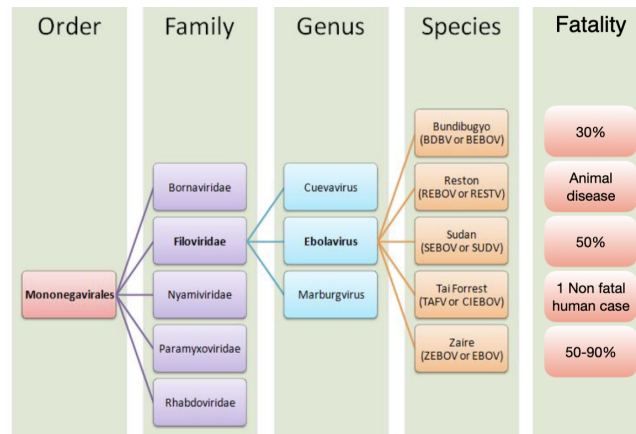 Order
Family
Genus
Species
Fatality
Bundibugyo
(BDBV or BEBOV)
30%
Bornaviridae
Cuevavirus
Reston
(REBOV or RESTV)
Animal
disease
Filoviridae
Ebolavirus
Sudan
(SEBOV or SUDV)
50%
Mononegavirales
Nyamiviridae
Marburgvirus
Tai Forrest
(TAFV or CIEBOV)
1 Non fatal
human case
Paramyxoviridae
Zaire
(ZEBOV or EBOV)
50-90%
Rhabdoviridae